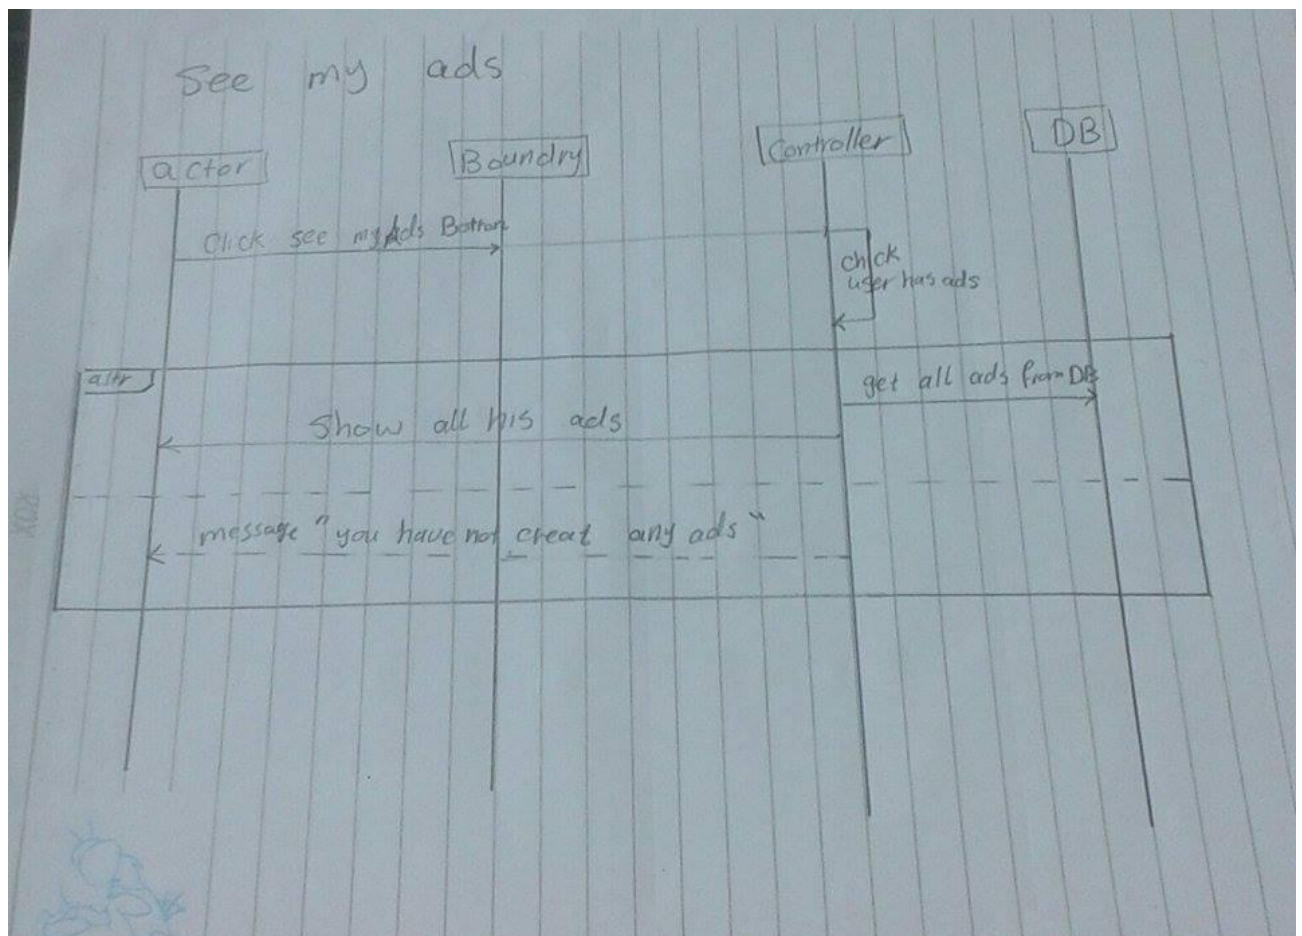 See my ads
actor
Boundry
Controller
DB
Click see my Ads Botton
chick
user has ads
altr
get all ads from DB
Show all his ads
message "you have not creat any ads"